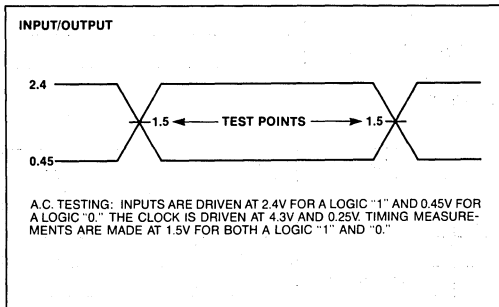 INPUT/OUTPUT
2.4
1.5 TEST POINTS 1.5
0.45
A.C. TESTING: INPUTS ARE DRIVEN AT 2.4V FOR A LOGIC "1" AND 0.45V FOR
A LOGIC "0." THE CLOCK IS DRIVEN AT 4.3V AND 0.25V. TIMING MEASURE-
MENTS ARE MADE AT 1.5V FOR BOTH A LOGIC "1" AND "0."